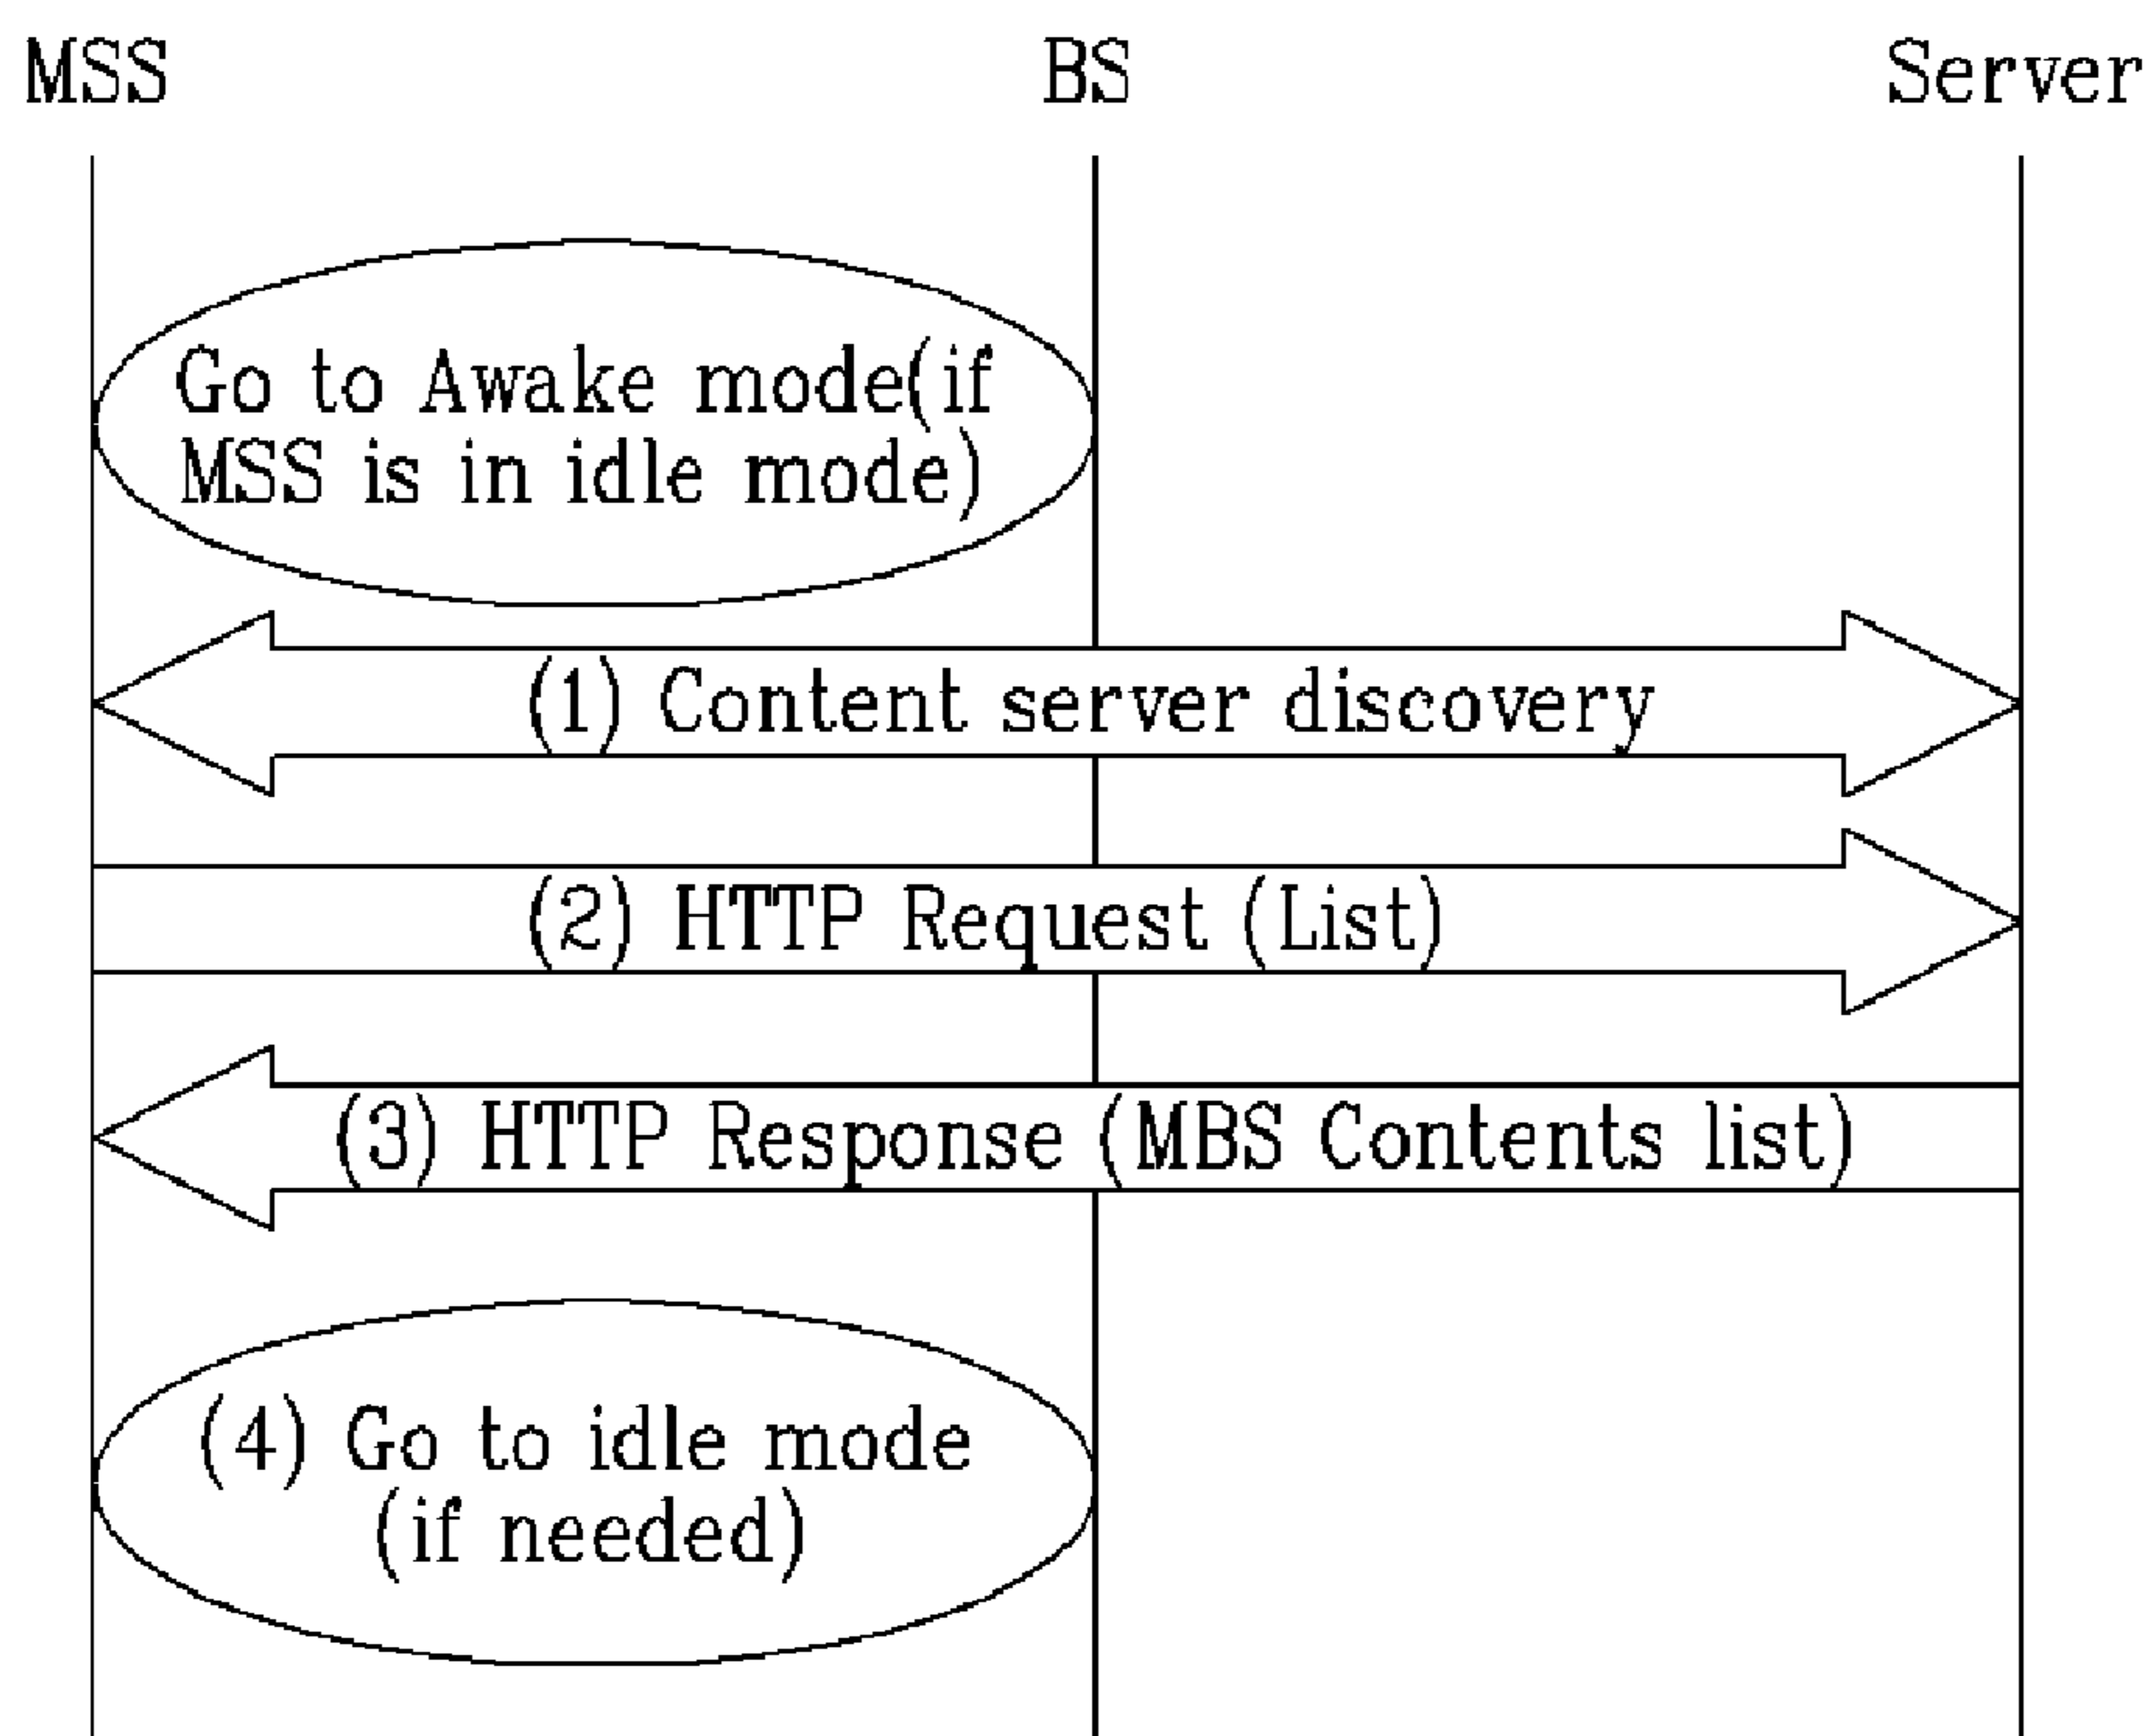 MSS BS Server
Go to Awake mode(if
MSS is in idle mode)
(1) Content server discovery
(2) HTTP Request (List)
(3) HTTP Response (MBS Contents list)
(4) Go to idle mode
(if needed)